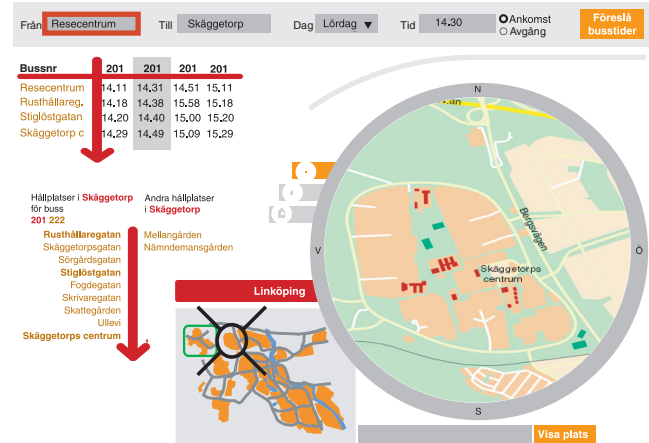 Från Resecentrum Till Skäggetorp Dag Lördag Tid 14.30 Ankomst Föreslå
Avgång busstider
Bussnr 201 201 201 201
Resecentrum 14.11 14.31 14.51 15.11
Rusthållareg. 14.18 14.38 15.58 15.18
Stiglöstgatan 14.20 14.40 15.00 15.20
Skäggetorp c 14.29 14.49 15.09 15.29
Hållplatser i Skäggetorp
för buss
201 222
Rusthållaregatan
Skäggetorpsgatan
Sörgårdsgatan
Stiglöstgatan
Fogdegatan
Skrivaregatan
Skattegården
Ullevi
Skäggetorps centrum
Andra hållplatser
i Skäggetorp
Mellangården
Nämndemansgården
Linköping
N
V
Ö
S
Bergsvägen
Skäggetorps
centrum
Visa plats